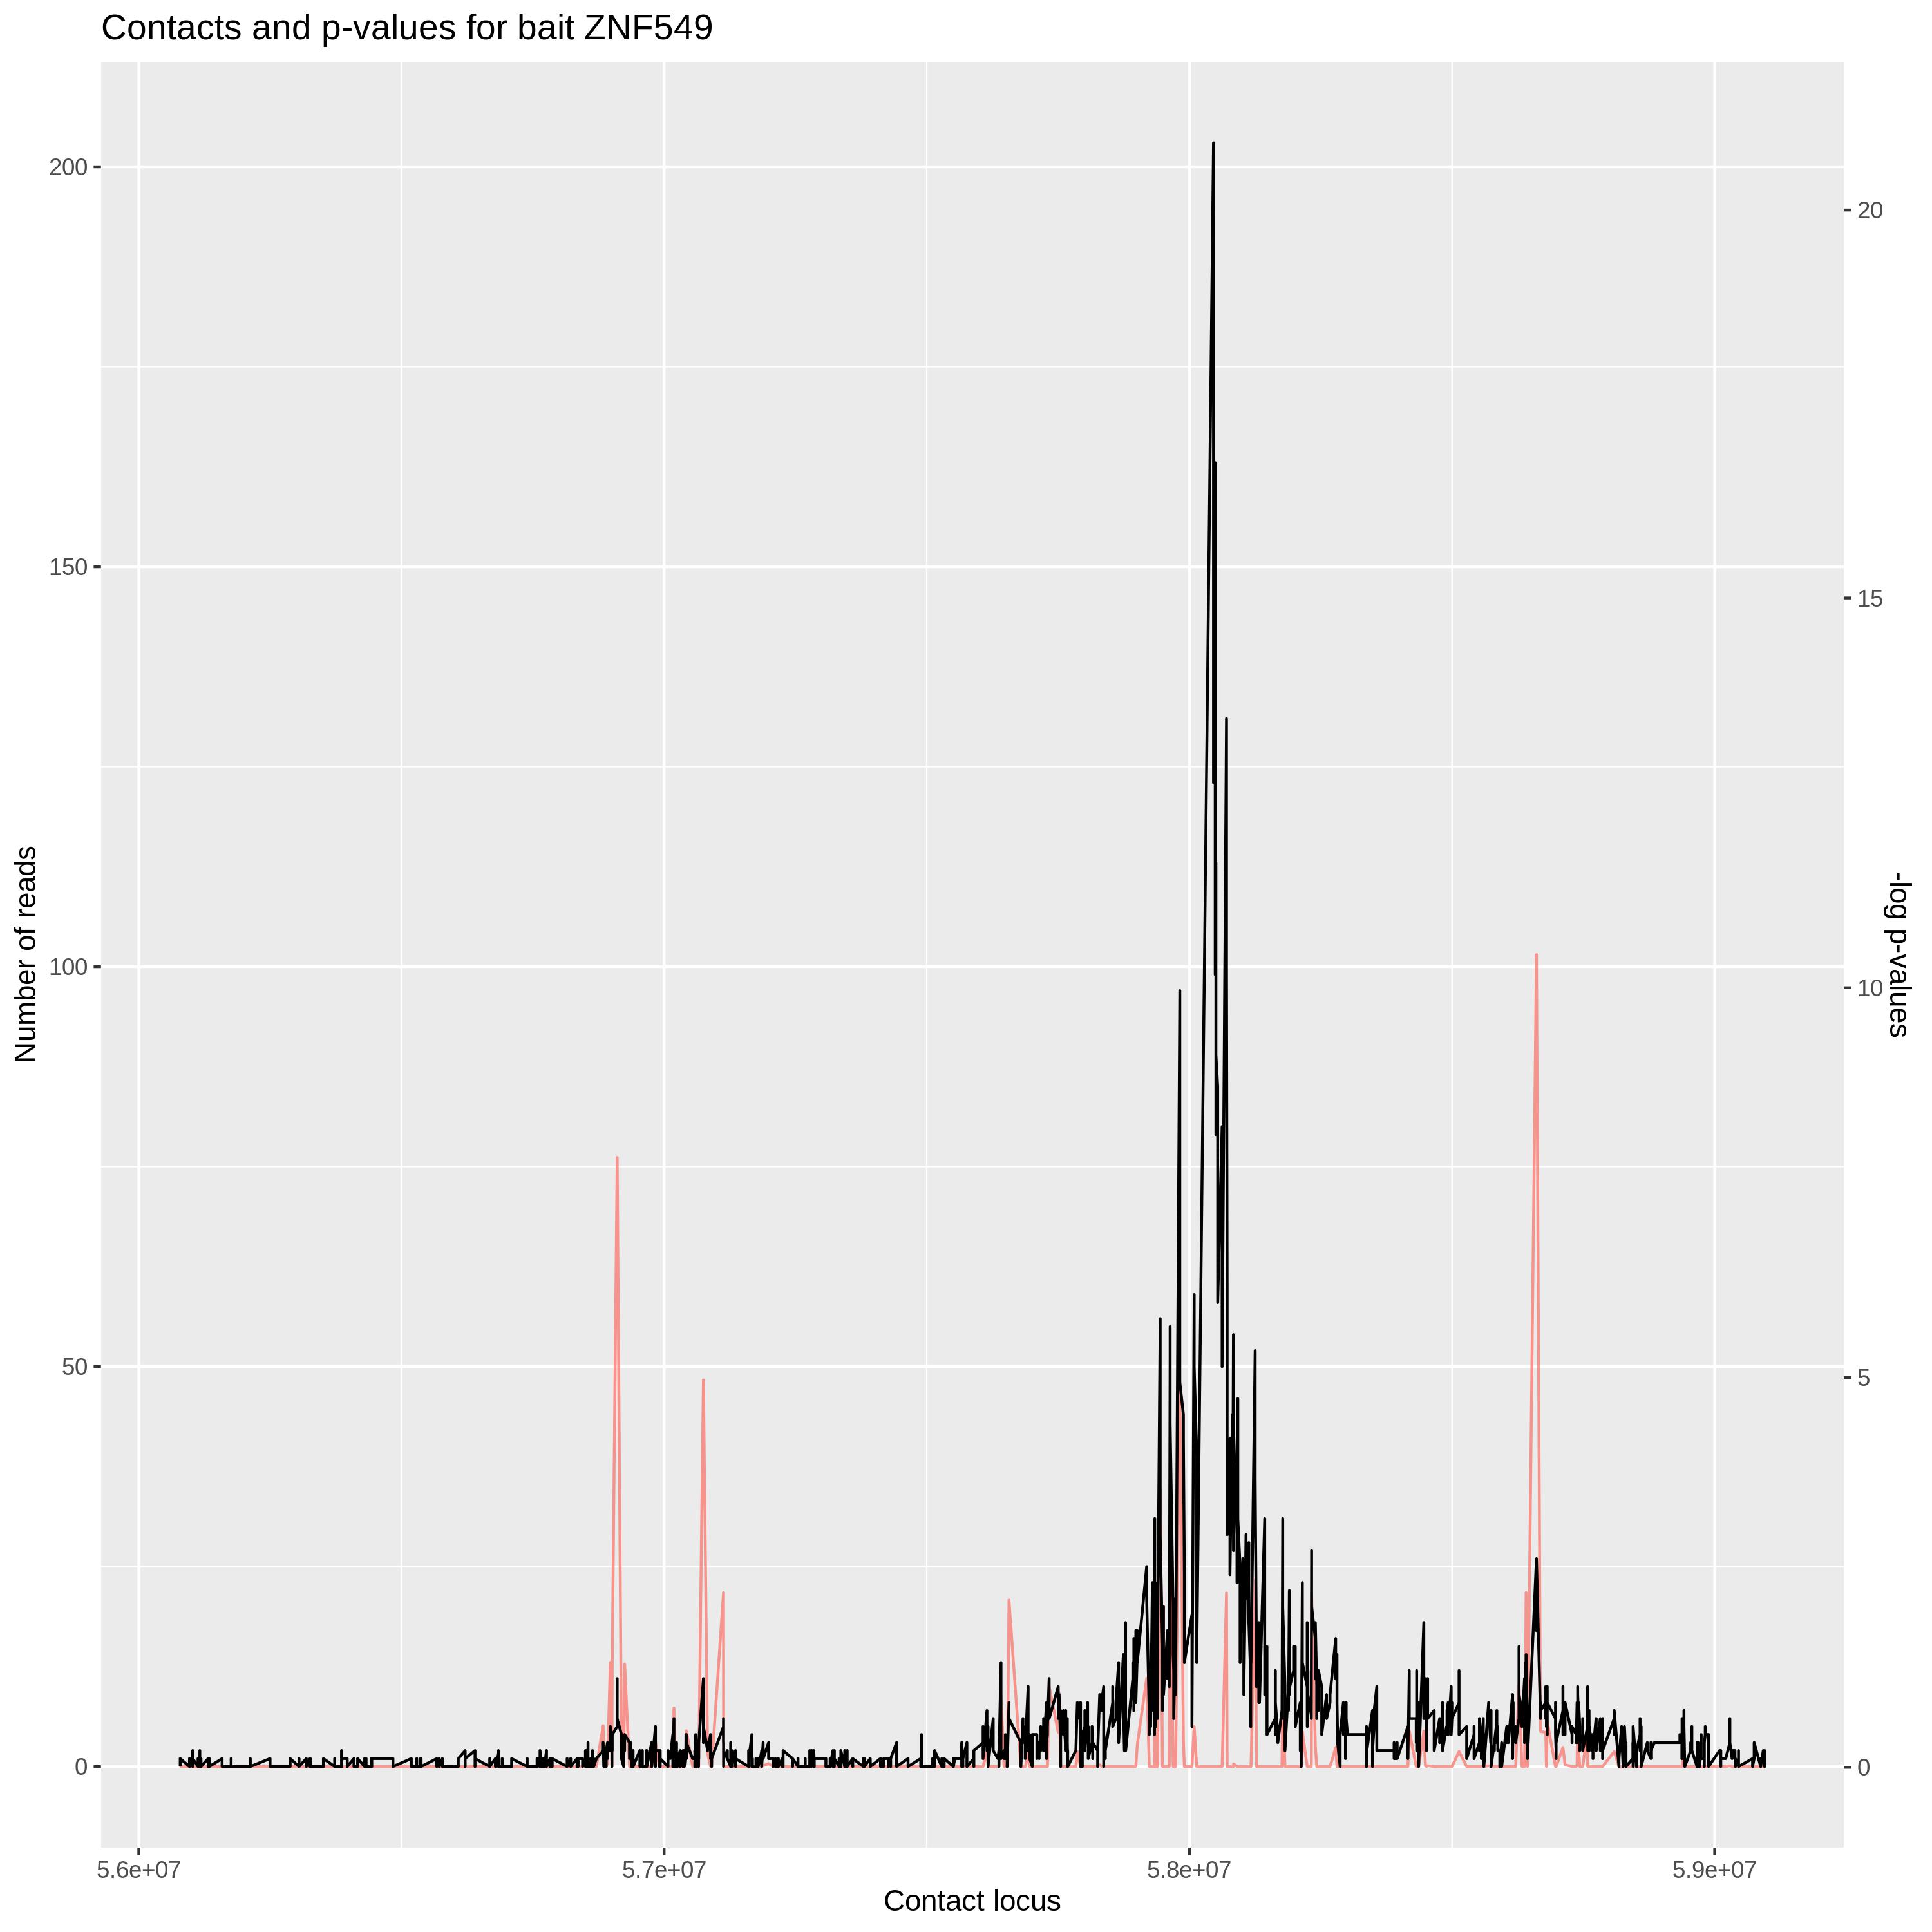 Contacts and p-values for bait ZNF549
200
150
100
50
0
20
15
10
5
0
Number of reads
-log p-values
5.6e+07
5.7e+07
5.8e+07
5.9e+07
Contact locus